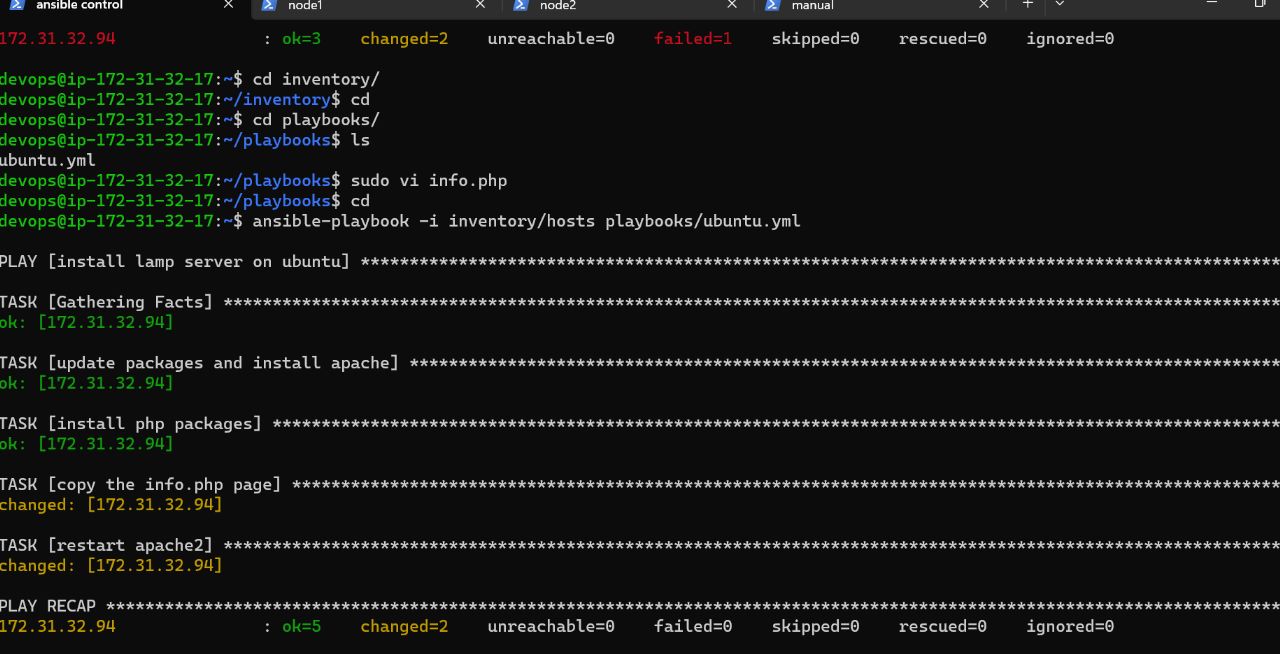 ansible control node1 node2 manual
172.31.32.94 : ok=3 changed=2 unreachable=0 failed=1 skipped=0 rescued=0 ignored=0
devops@ip-172-31-32-17:~$ cd inventory/
devops@ip-172-31-32-17:~/inventory$ cd
devops@ip-172-31-32-17:~$ cd playbooks/
devops@ip-172-31-32-17:~/playbooks$ ls
ubuntu.yml
devops@ip-172-31-32-17:~/playbooks$ sudo vi info.php
devops@ip-172-31-32-17:~/playbooks$ cd
devops@ip-172-31-32-17:~$ ansible-playbook -i inventory/hosts playbooks/ubuntu.yml
PLAY [install lamp server on ubuntu] **********************************************************************************************
TASK [Gathering Facts] ************************************************************************************************************
ok: [172.31.32.94]
TASK [update packages and install apache] *****************************************************************************************
ok: [172.31.32.94]
TASK [install php packages] *******************************************************************************************************
ok: [172.31.32.94]
TASK [copy the info.php page] *****************************************************************************************************
changed: [172.31.32.94]
TASK [restart apache2] ************************************************************************************************************
changed: [172.31.32.94]
PLAY RECAP ************************************************************************************************************************
172.31.32.94 : ok=5 changed=2 unreachable=0 failed=0 skipped=0 rescued=0 ignored=0